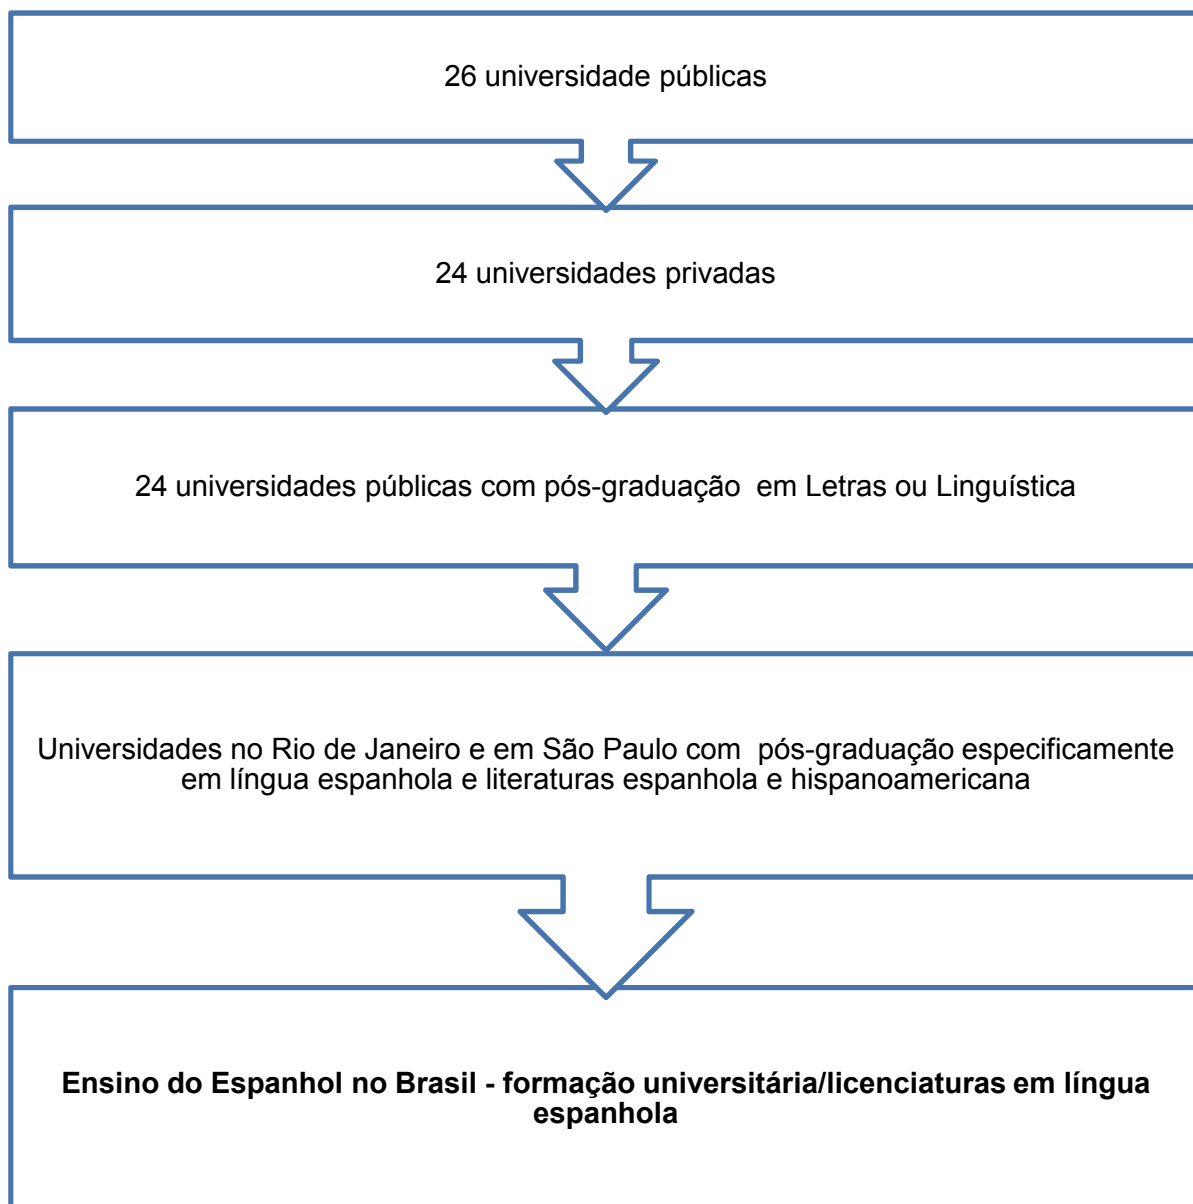 26 universidade públicas
24 universidades privadas
24 universidades públicas com pós-graduação  em Letras ou Linguística
Universidades no Rio de Janeiro e em São Paulo com  pós-graduação especificamente
em língua espanhola e literaturas espanhola e hispanoamericana
Ensino do Espanhol no Brasil - formação universitária/licenciaturas em língua
espanhola